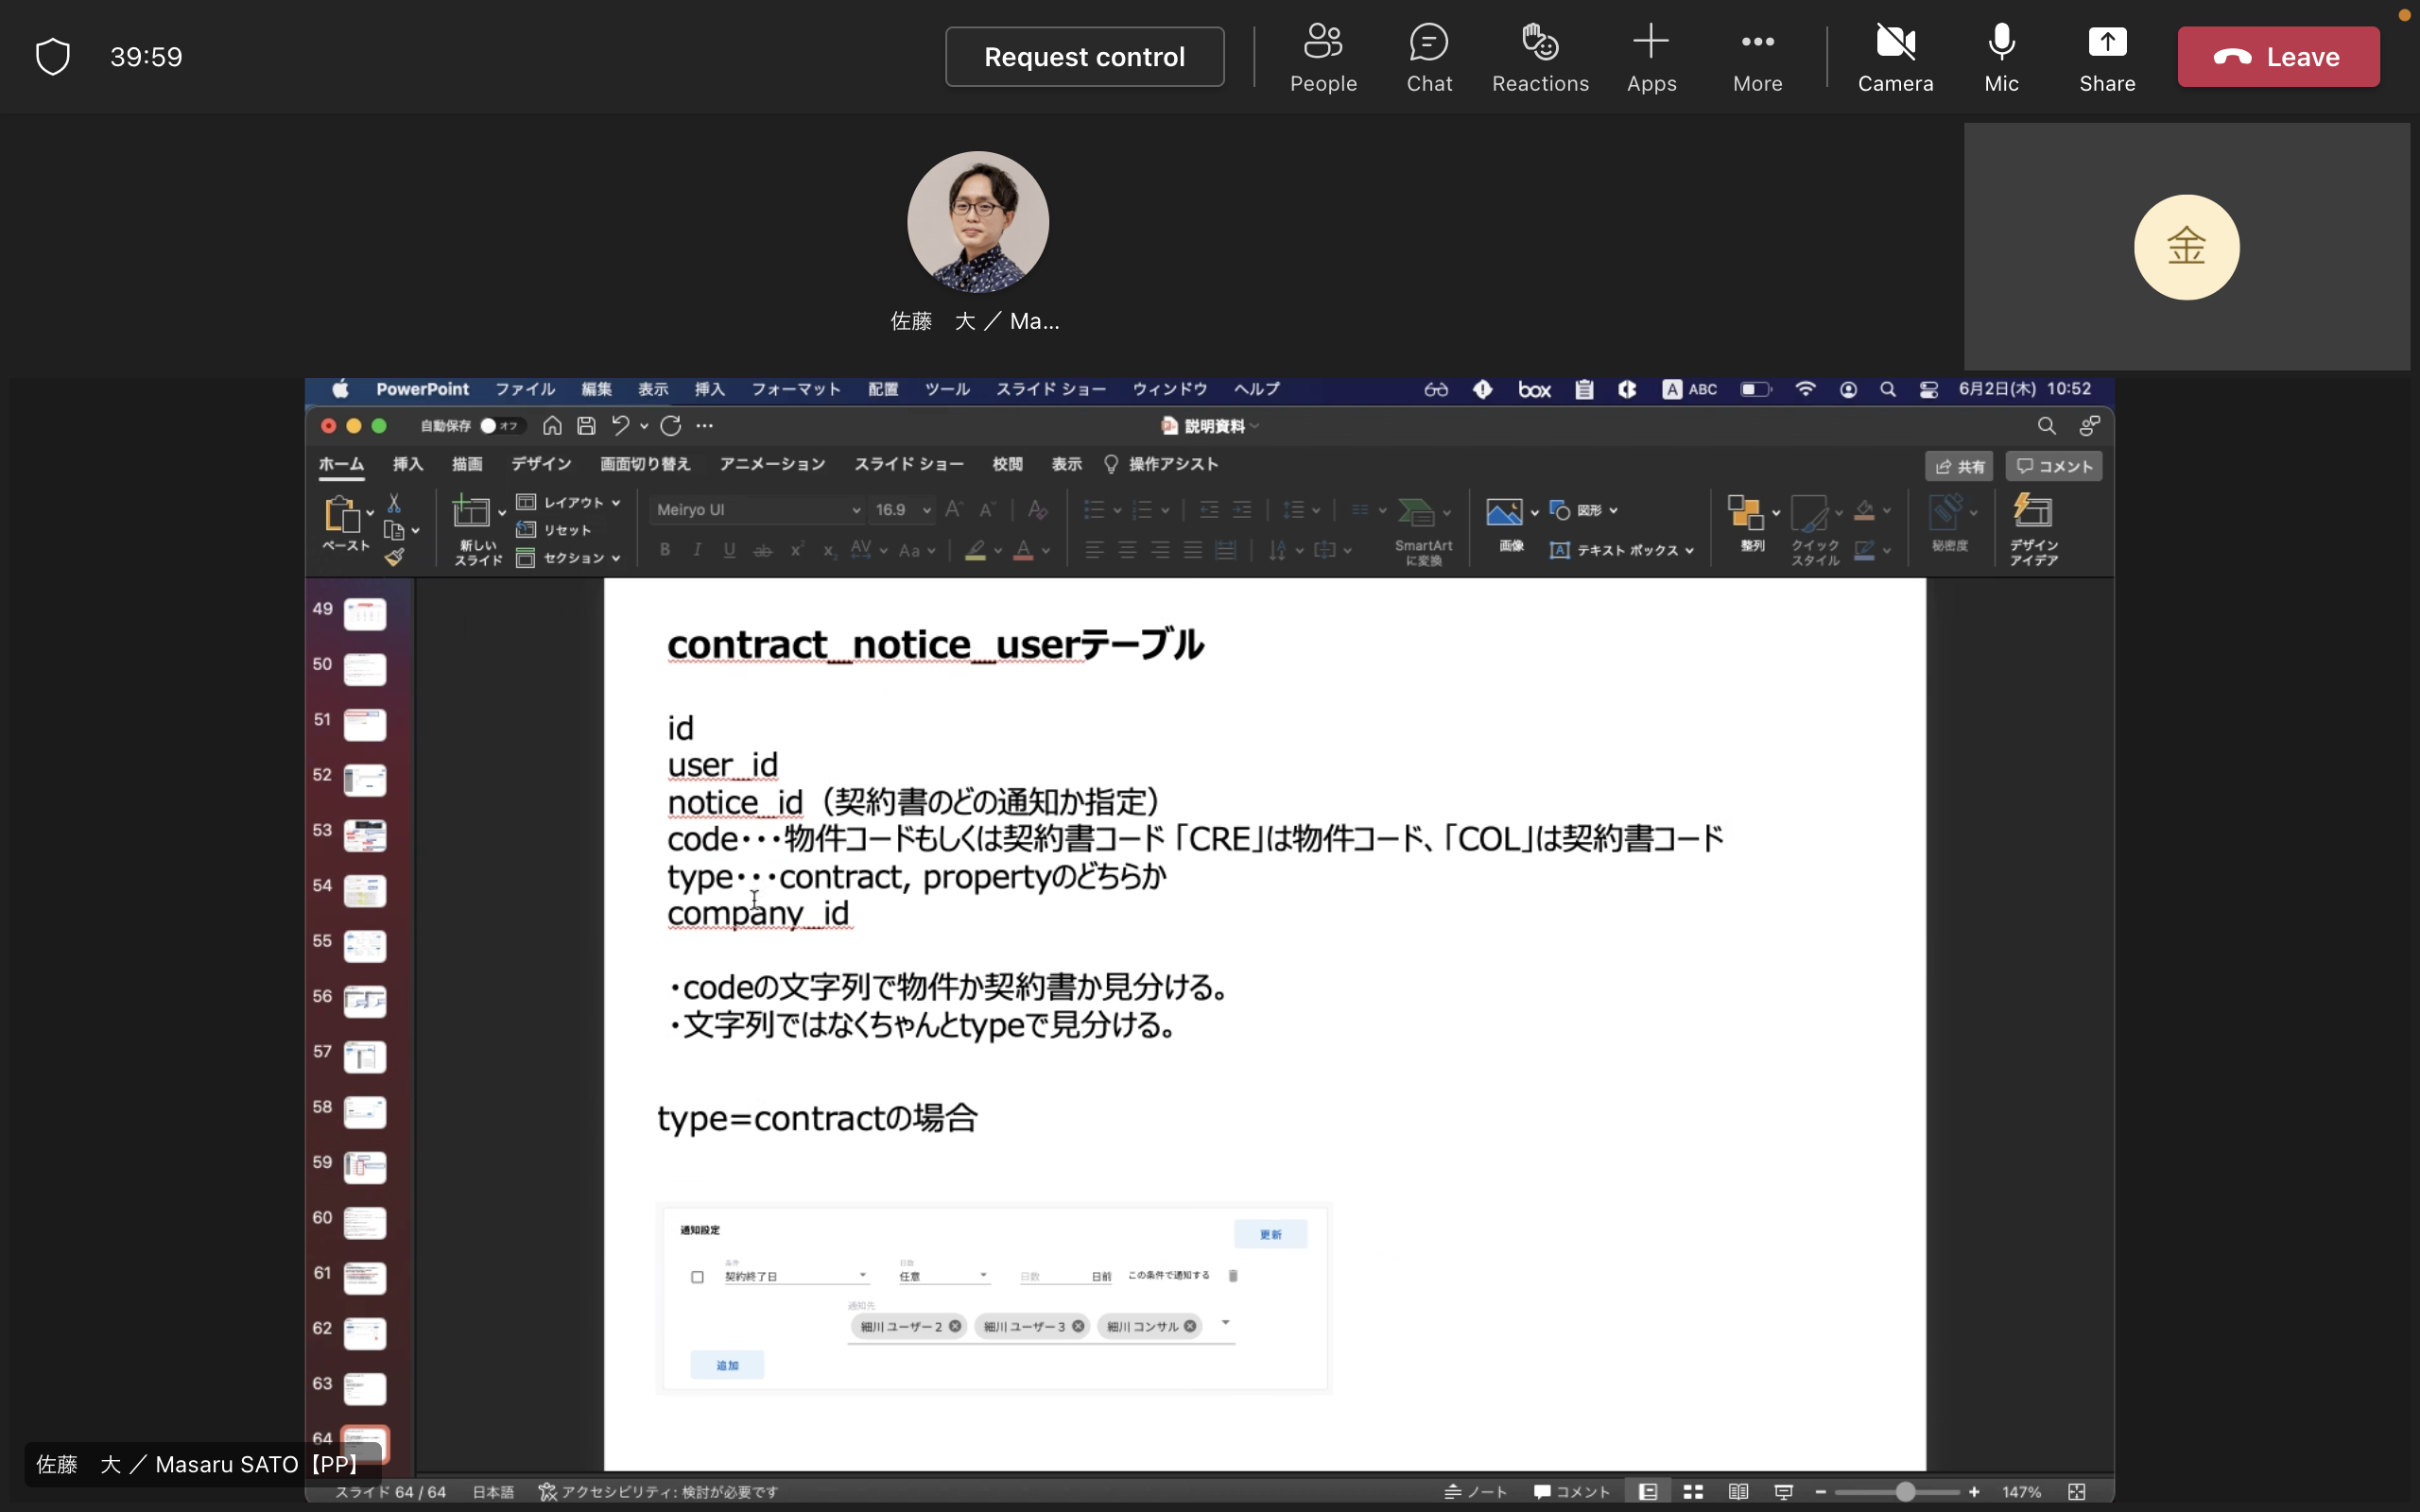 39:59
Request control
People
Chat
Reactions
Apps
More
Camera
Mic
Share
Leave
佐藤　大 ／ Ma...
金
PowerPoint ファイル 編集 表示 挿入 フォーマット 配置 ツール スライド ショー ウィンドウ ヘルプ
box
A ABC
6月2日(木) 10:52
自動保存 オフ
説明資料
ホーム 挿入 描画 デザイン 画面切り替え アニメーション スライド ショー 校閲 表示 操作アシスト
共有
コメント
ペースト
新しい
スライド
レイアウト
リセット
セクション
Meiryo UI
16.9
SmartArt
に変換
画像
図形
テキスト ボックス
整列
クイック
スタイル
秘密度
デザイン
アイデア
contract_notice_userテーブル
id
user_id
notice_id（契約書のどの通知か指定）
code･･･物件コードもしくは契約書コード 「CRE」は物件コード、「COL」は契約書コード
type･･･contract, propertyのどちらか
company_id
・codeの文字列で物件か契約書か見分ける。
・文字列ではなくちゃんとtypeで見分ける。
type=contractの場合
通知設定
更新
条件
契約終了日
日数
任意
日数
日前
この条件で通知する
通知先
細川 ユーザー 2
細川 ユーザー 3
細川 コンサル
追加
49
50
51
52
53
54
55
56
57
58
59
60
61
62
63
64
佐藤　大 ／ Masaru SATO【PP】
スライド 64 / 64 日本語 アクセシビリティ: 検討が必要です
ノート コメント
147%